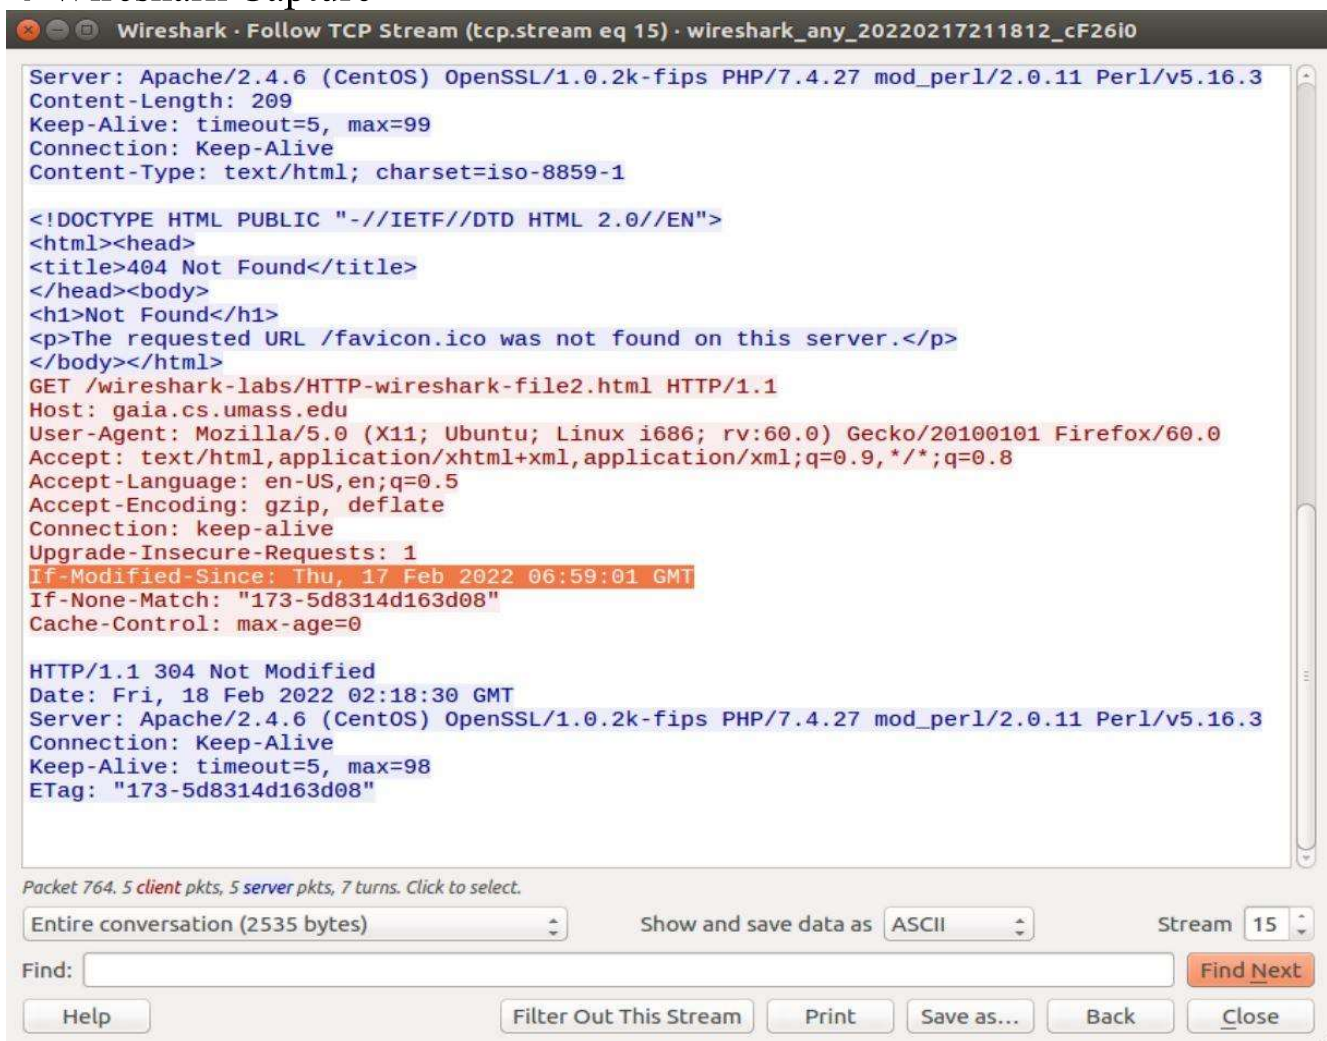 Wireshark · Follow TCP Stream (tcp.stream eq 15) · wireshark_any_20220217211812_cF26i0
Server: Apache/2.4.6 (CentOS) OpenSSL/1.0.2k-fips PHP/7.4.27 mod_perl/2.0.11 Perl/v5.16.3
Content-Length: 209
Keep-Alive: timeout=5, max=99
Connection: Keep-Alive
Content-Type: text/html; charset=iso-8859-1
<!DOCTYPE HTML PUBLIC "-//IETF//DTD HTML 2.0//EN">
<html><head>
<title>404 Not Found</title>
</head><body>
<h1>Not Found</h1>
<p>The requested URL /favicon.ico was not found on this server.</p>
</body></html>
GET /wireshark-labs/HTTP-wireshark-file2.html HTTP/1.1
Host: gaia.cs.umass.edu
User-Agent: Mozilla/5.0 (X11; Ubuntu; Linux i686; rv:60.0) Gecko/20100101 Firefox/60.0
Accept: text/html,application/xhtml+xml,application/xml;q=0.9,*/*;q=0.8
Accept-Language: en-US,en;q=0.5
Accept-Encoding: gzip, deflate
Connection: keep-alive
Upgrade-Insecure-Requests: 1
If-Modified-Since: Thu, 17 Feb 2022 06:59:01 GMT
If-None-Match: "173-5d8314d163d08"
Cache-Control: max-age=0
HTTP/1.1 304 Not Modified
Date: Fri, 18 Feb 2022 02:18:30 GMT
Server: Apache/2.4.6 (CentOS) OpenSSL/1.0.2k-fips PHP/7.4.27 mod_perl/2.0.11 Perl/v5.16.3
Connection: Keep-Alive
Keep-Alive: timeout=5, max=98
ETag: "173-5d8314d163d08"
Packet 764. 5 client pkts, 5 server pkts, 7 turns. Click to select.
Entire conversation (2535 bytes) Show and save data as ASCII Stream 15
Find: Find Next
Help Filter Out This Stream Print Save as... Back Close